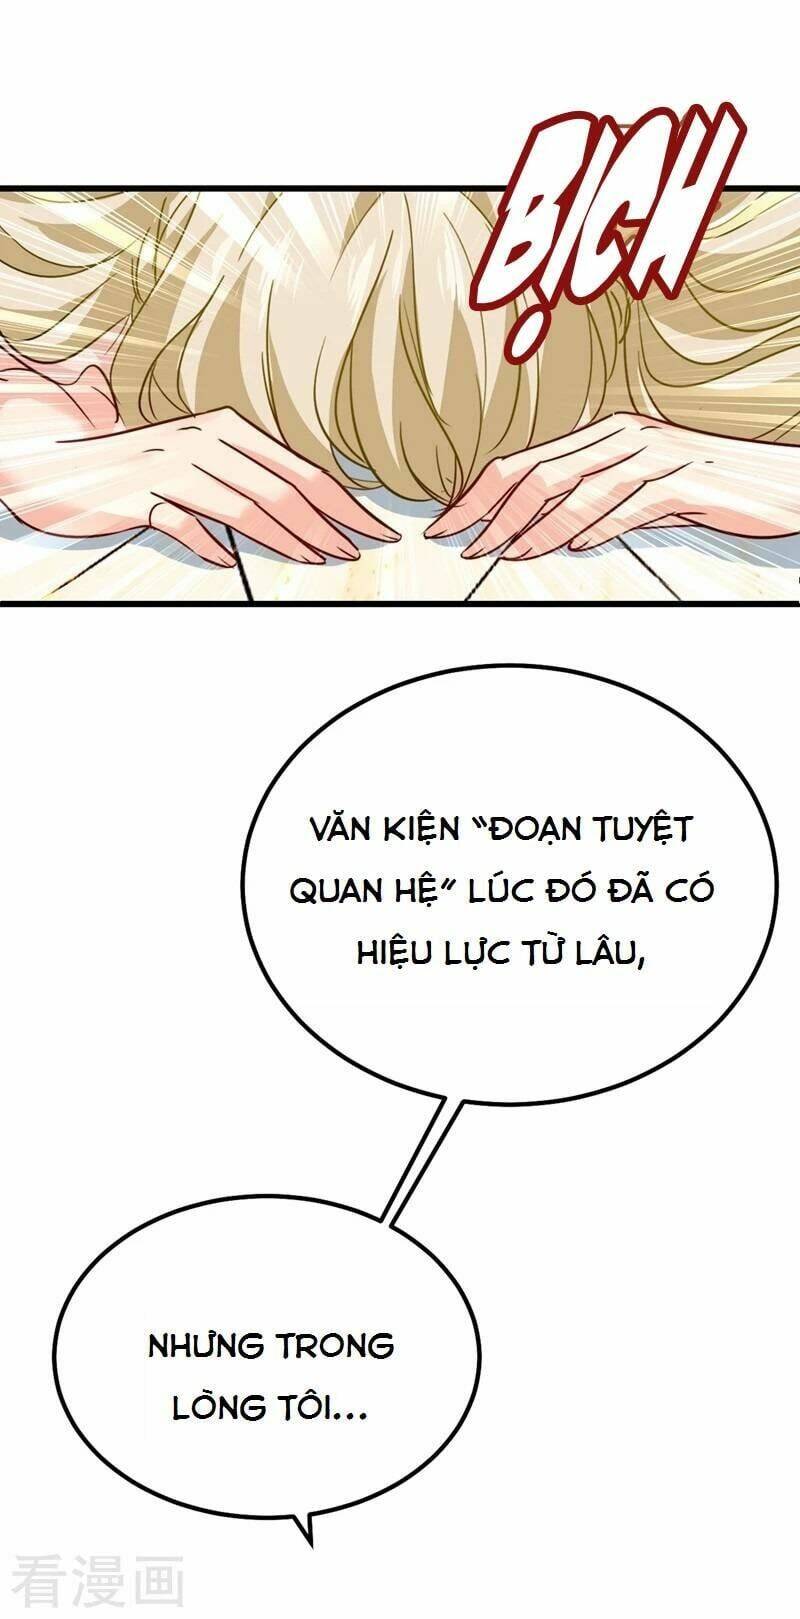 BỊCH
VĂN KIỆN "ĐOẠN TUYỆT
QUAN HỆ" LÚC ĐÓ ĐÃ CÓ
HIỆU LỰC TỪ LÂU,
NHƯNG TRONG
LÒNG TÔI...
看漫画